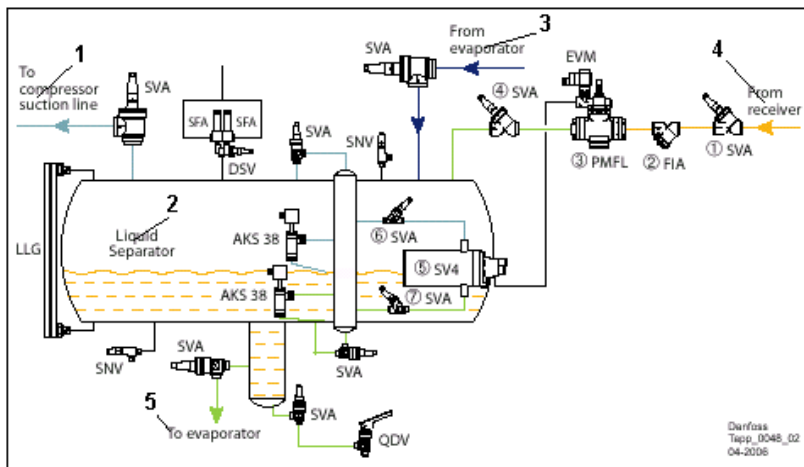 1
To
compressor
suction line
SVA
SFA SFA
DSV
SVA
SNV
SVA
From
evaporator
3
④ SVA
EVM
4
From
receiver
③ PMFL
② FIA
① SVA
LLG
2
Liquid
Separator
AKS 38
⑥ SVA
⑤ SV4
AKS 38
⑦ SVA
SNV
SVA
SVA
5
To evaporator
SVA
QDV
Danfoss
Tapp_0048_02
04-2006